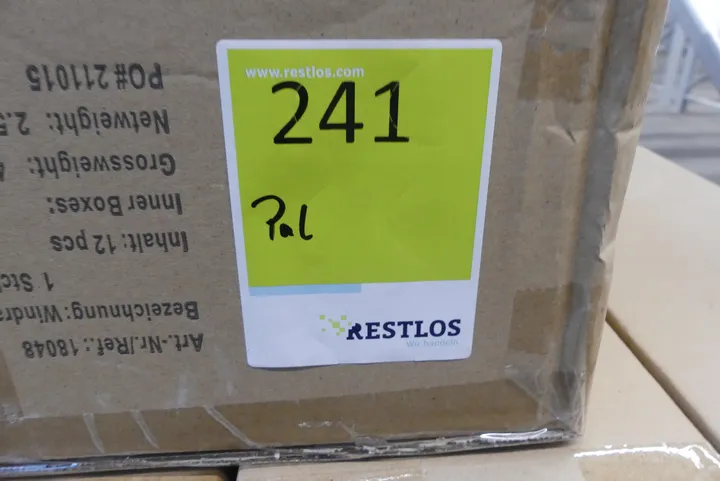 www.restlos.com
241
Pal
RESTLOS
Wir handeln
Art.-Nr./Ref.: 18048
Bezeichnung:
1
Inhalt: 12 pcs
Inner Boxes:
Grossweight:
Netweight:
PO#211015